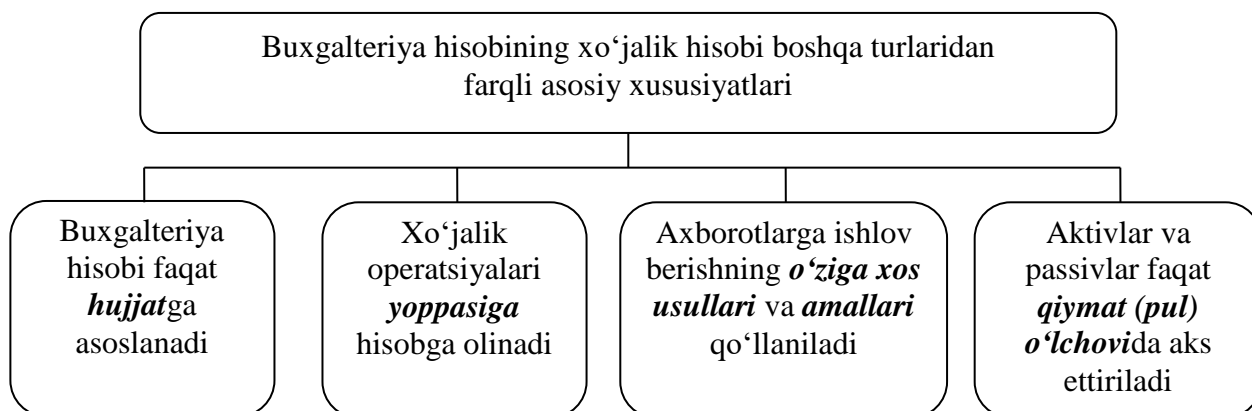 Buxgalteriya hisobining xo‘jalik hisobi boshqa turlaridan
farqli asosiy xususiyatlari
Buxgalteriya
hisobi faqat
hujjatga
asoslanadi
Xo‘jalik
operatsiyalari
yoppasiga
hisobga olinadi
Axborotlarga ishlov
berishning o‘ziga xos
usullari va amallari
qo‘llaniladi
Aktivlar va
passivlar faqat
qiymat (pul)
o‘lchovida aks
ettiriladi